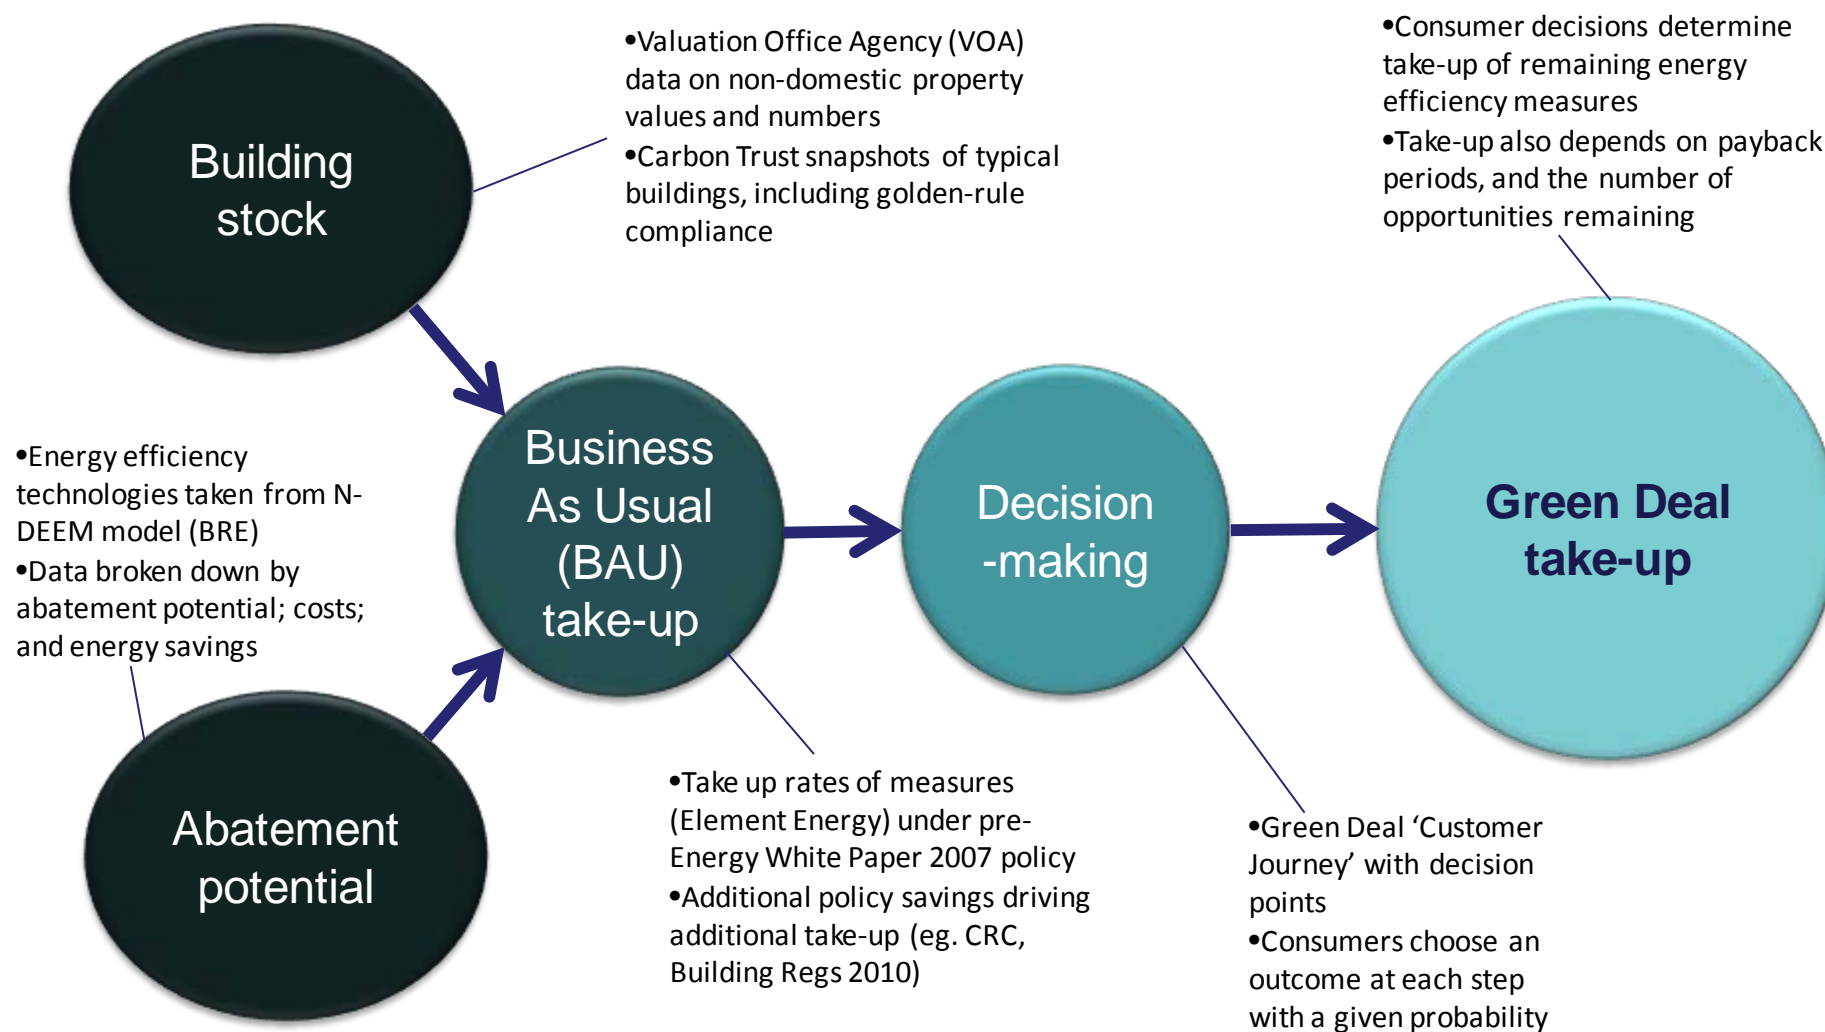 Building
stock
•Valuation Office Agency (VOA)
data on non-domestic property
values and numbers
•Carbon Trust snapshots of typical
buildings, including golden-rule
compliance
•Consumer decisions determine
take-up of remaining energy
efficiency measures
•Take-up also depends on payback
periods, and the number of
opportunities remaining
•Energy efficiency
technologies taken from N-
DEEM model (BRE)
•Data broken down by
abatement potential; costs;
and energy savings
Business
As Usual
(BAU)
take-up
Decision
-making
Green Deal
take-up
Abatement
potential
•Take up rates of measures
(Element Energy) under pre-
Energy White Paper 2007 policy
•Additional policy savings driving
additional take-up (eg. CRC,
Building Regs 2010)
•Green Deal ‘Customer
Journey’ with decision
points
•Consumers choose an
outcome at each step
with a given probability